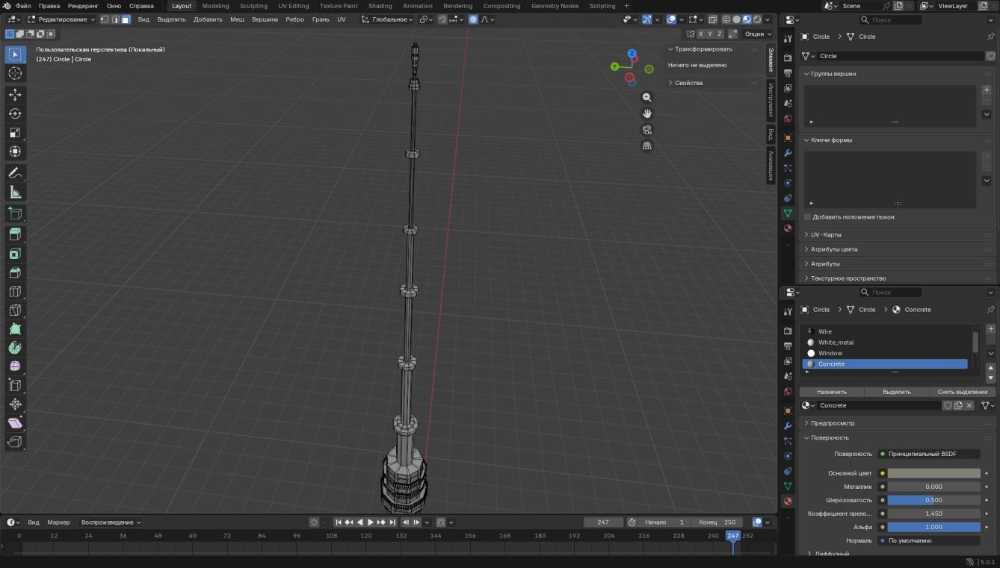 Файл Правка Рендеринг Окно Справка Layout Modeling Sculpting UV Editing Texture Paint Shading Animation Rendering Compositing Geometry Nodes Scripting + Scene ViewLayer
Редактирование Вид Выделить Добавить Меш Вершина Ребро Грань UV Глобальное
X Y Z Опции
Пользовательская перспектива (Локальный)
(247) Circle | Circle
Z
Y
Трансформировать
Ничего не выделено
Свойства
Элемент
Инструмент
Вид
Анимация
Поиск
Circle Circle
Circle
Группы вершин
Ключи формы
Добавить положение покоя
UV-Карты
Атрибуты цвета
Атрибуты
Текстурное пространство
Поиск
Circle Circle Concrete
Wire
White_metal
Window
Concrete
Назначить Выделить Снять выделение
Concrete
Предпросмотр
Поверхность
Поверхность Принципиальный BSDF
Основной цвет
Металлик 0.000
Шероховатость 0.500
Коэффициент прело... 1.450
Альфа 1.000
Нормаль По умолчанию
Диффузный
Вид Маркер Воспроизведение 247 Начало 1 Конец 250
0 12 24 36 48 60 72 84 96 108 120 132 144 156 168 180 192 204 216 228 240 247 252
5.0.1